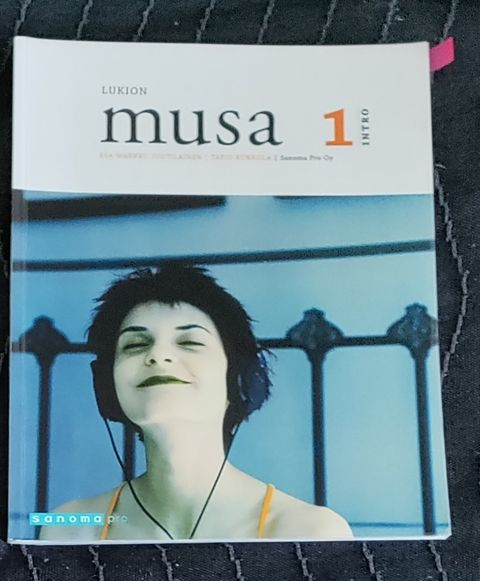 LUKION
musa 1 INTRO
| Sanoma Pro Oy
sanoma pro